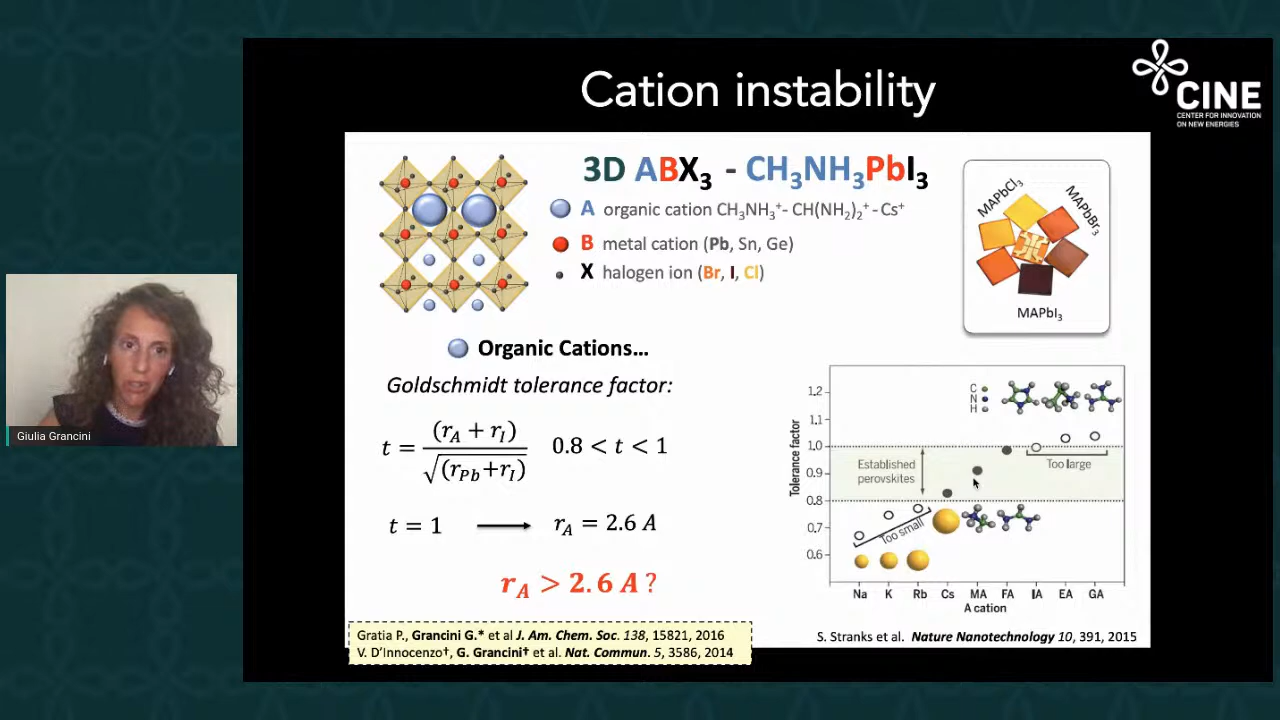 Cation instability
CINE
CENTER FOR INNOVATION
ON NEW ENERGIES
3D ABX3 - CH3NH3PbI3
A organic cation CH3NH3+- CH(NH2)2+ - Cs+
B metal cation (Pb, Sn, Ge)
X halogen ion (Br, I, Cl)
MAPbCl3
MAPbBr3
MAPbI3
Organic Cations...
Goldschmidt tolerance factor:
t = (rA + rI) / √(rPb+rI) 0.8 < t < 1
t = 1 → rA = 2.6 A
rA > 2.6 A ?
Gratia P., Grancini G.* et al J. Am. Chem. Soc. 138, 15821, 2016
V. D'Innocenzo†, G. Grancini† et al. Nat. Commun. 5, 3586, 2014
Tolerance factor
1.2
1.1
1.0
0.9
0.8
0.7
0.6
C
N
H
Established
perovskites
Too large
Too small
Na K Rb Cs MA FA IA EA GA
A cation
S. Stranks et al. Nature Nanotechnology 10, 391, 2015
Giulia Grancini